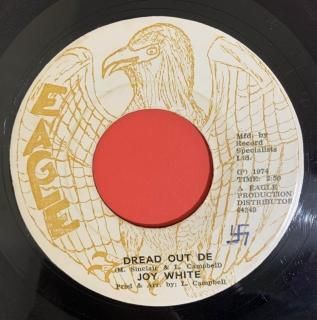 EAGLE
Mfd. by
Record
Specialists
Ltd.
(P) 1974
TIME: 2:50
A EAGLE
PRODUCTION
DISTRIBUTOR
DREAD OUT DE
(M. Sinclair & L. Campbell)
JOY WHITE
Prod & Arr. by: L. Campbell